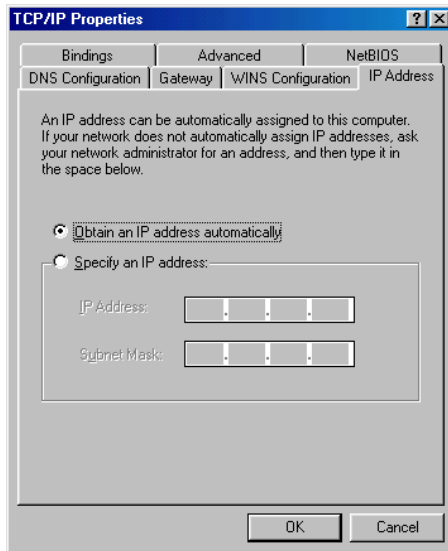 TCP/IP Properties
Bindings Advanced NetBIOS
DNS Configuration Gateway WINS Configuration IP Address
An IP address can be automatically assigned to this computer.
If your network does not automatically assign IP addresses, ask
your network administrator for an address, and then type it in
the space below.
Obtain an IP address automatically
Specify an IP address:
IP Address:
Subnet Mask:
OK Cancel